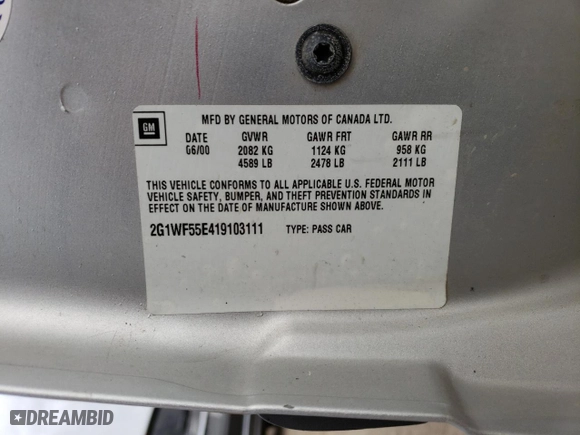 GM
MFD BY GENERAL MOTORS OF CANADA LTD.
DATE GVWR GAWR FRT GAWR RR
06/00 2082 KG 1124 KG 958 KG
4589 LB 2478 LB 2111 LB
THIS VEHICLE CONFORMS TO ALL APPLICABLE U.S. FEDERAL MOTOR
VEHICLE SAFETY, BUMPER, AND THEFT PREVENTION STANDARDS IN
EFFECT ON THE DATE OF MANUFACTURE SHOWN ABOVE.
2G1WF55E419103111 TYPE: PASS CAR
DREAMBID